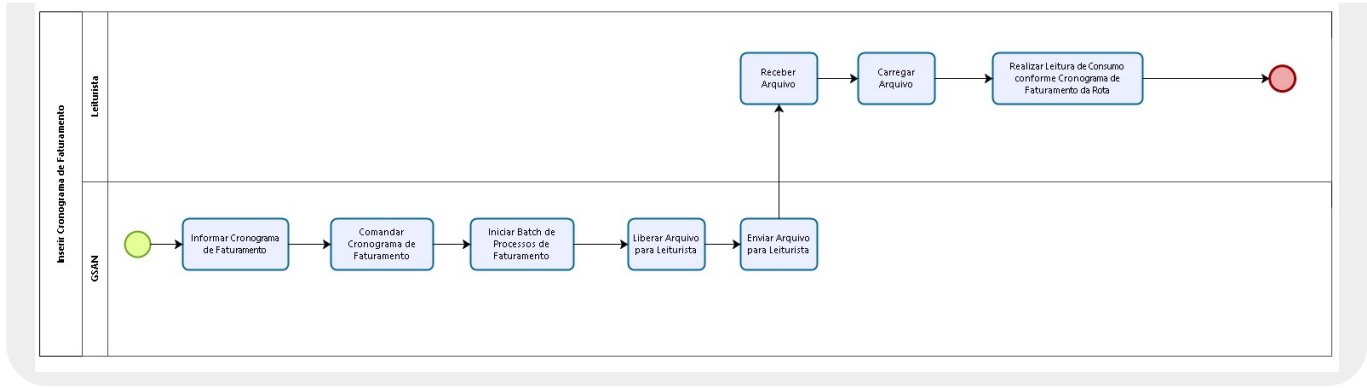 Inserir Cronograma de Faturamento
Leiturista
Receber
Arquivo
Carregar
Arquivo
Realizar Leitura de Consumo
conforme Cronograma de
Faturamento da Rota
GSAN
Informar Cronograma
de Faturamento
Comandar
Cronograma de
Faturamento
Iniciar Batch de
Processos de
Faturamento
Liberar Arquivo
para Leiturista
Enviar Arquivo
para Leiturista